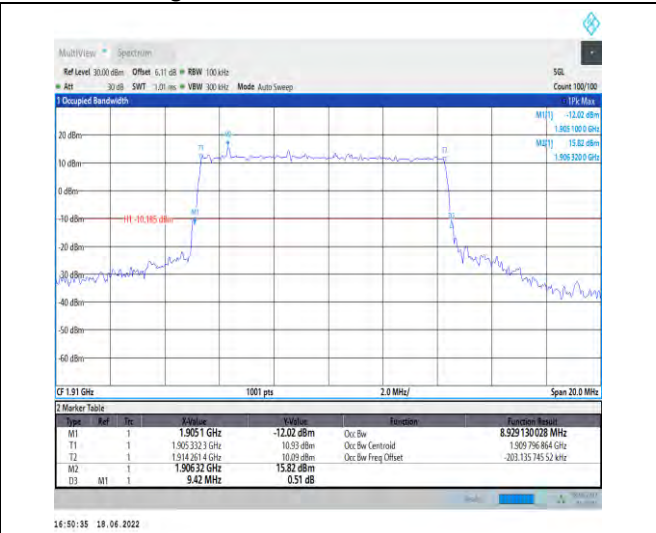 MultiView Spectrum
Ref Level 30.00 dBm Offset 6.11 dB RBW 100 kHz SGL
Att 30 dB SWT 1.01 ms VBW 300 kHz Mode Auto Sweep Count 100/100
1 Occupied Bandwidth 1Pk Max
M1[1] -12.02 dBm
1.905 100 0 GHz
20 dBm M2[1] 15.82 dBm
1.906 320 0 GHz
10 dBm
0 dBm
-10 dBm H1 -10.185 dBm M1
-20 dBm
-30 dBm
-40 dBm
-50 dBm
-60 dBm
CF 1.91 GHz 1001 pts 2.0 MHz/ Span 20.0 MHz
2 Marker Table
Type Ref Trc X-Value Y-Value Function Function Result
M1 1 1.9051 GHz -12.02 dBm Occ Bw 8.929 130 028 MHz
T1 1 1.905 332 3 GHz 10.93 dBm Occ Bw Centroid 1.909 796 864 GHz
T2 1 1.914 261 4 GHz 10.09 dBm Occ Bw Freq Offset -203.135 745 52 kHz
M2 1 1.90632 GHz 15.82 dBm
D3 M1 1 9.42 MHz 0.51 dB
16:50:35 18.06.2022